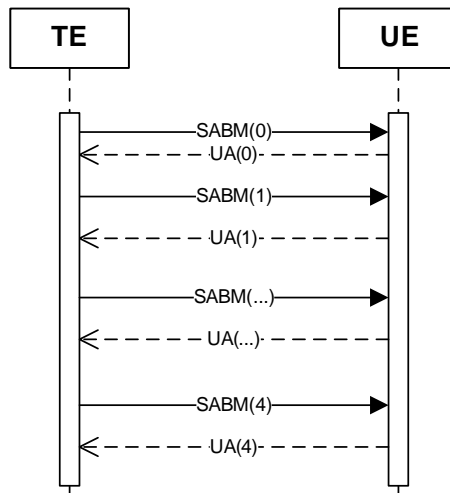 TE UE
SABM(0)
UA(0)
SABM(1)
UA(1)
SABM(...)
UA(...)
SABM(4)
UA(4)